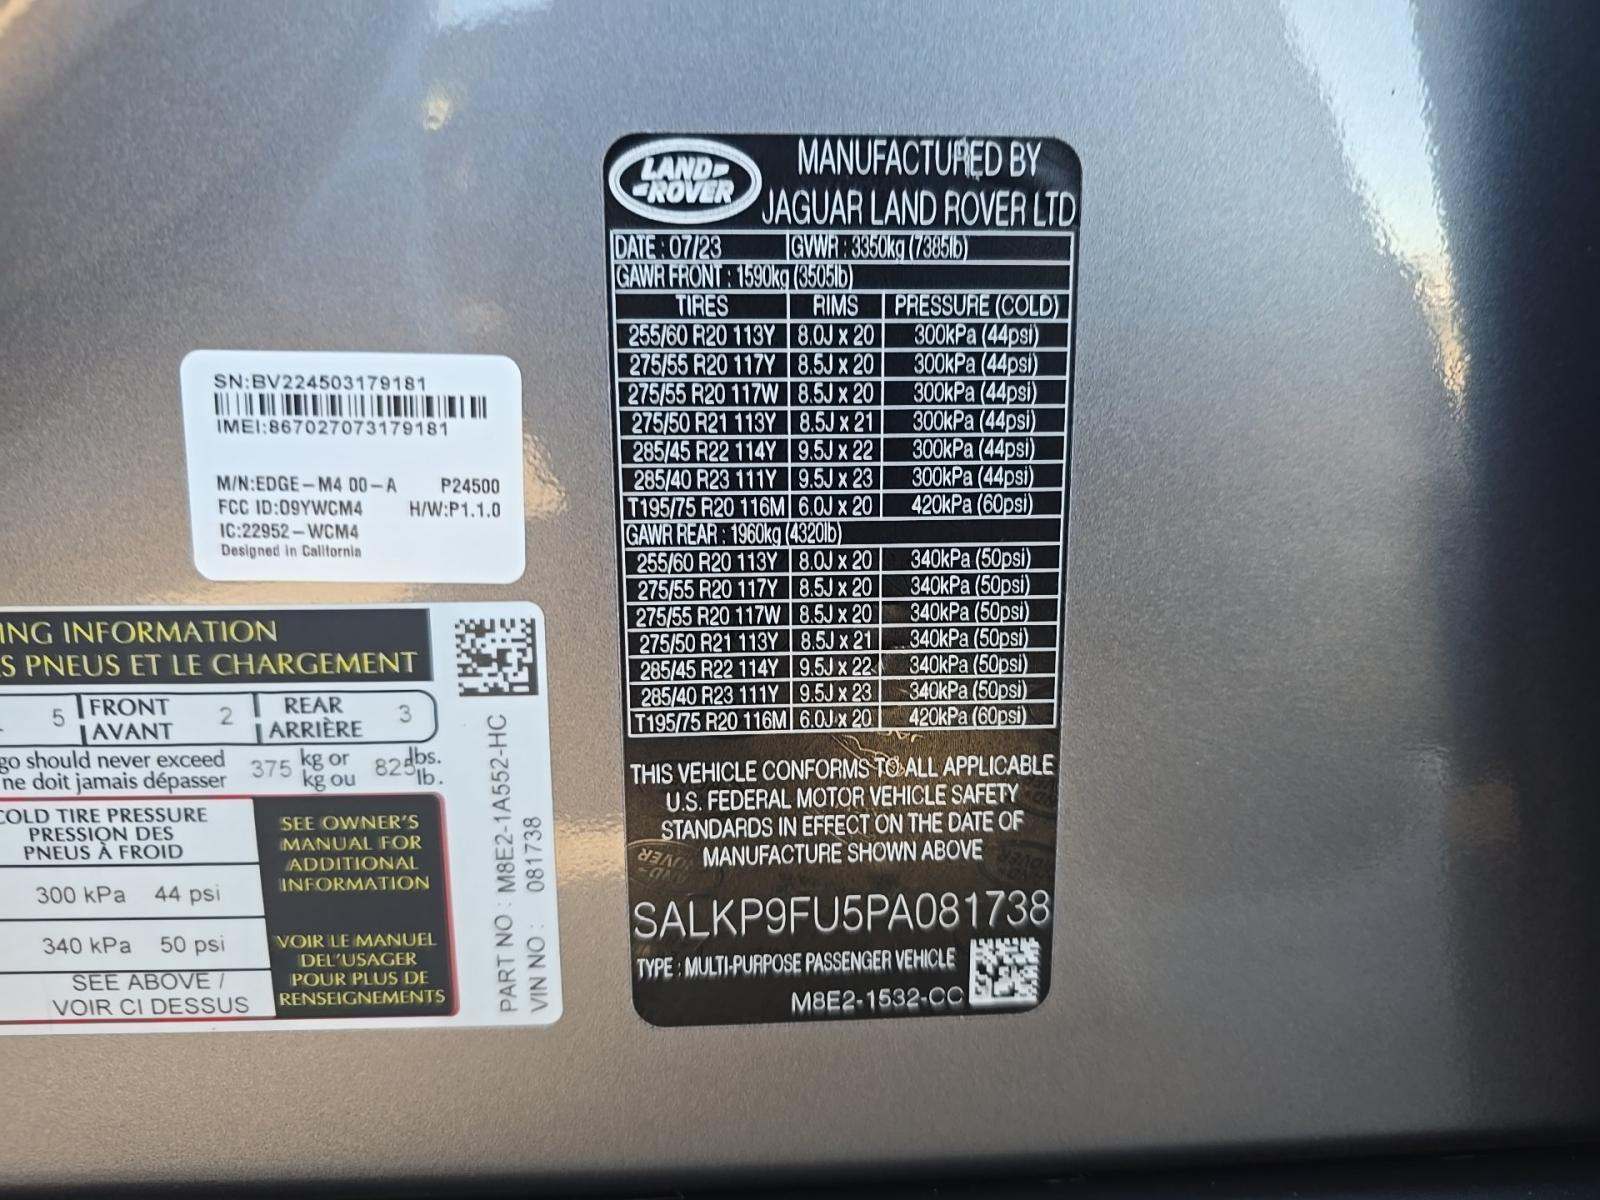 LAND ROVER
MANUFACTURED BY
JAGUAR LAND ROVER LTD
DATE : 07/23 GVWR : 3350kg (7385lb)
GAWR FRONT : 1590kg (3505lb)
TIRES RIMS PRESSURE (COLD)
255/60 R20 113Y 8.0J x 20 300kPa (44psi)
275/55 R20 117Y 8.5J x 20 300kPa (44psi)
275/55 R20 117W 8.5J x 20 300kPa (44psi)
275/50 R21 113Y 8.5J x 21 300kPa (44psi)
285/45 R22 114Y 9.5J x 22 300kPa (44psi)
285/40 R23 111Y 9.5J x 23 300kPa (44psi)
T195/75 R20 116M 6.0J x 20 420kPa (60psi)
GAWR REAR : 1960kg (4320lb)
255/60 R20 113Y 8.0J x 20 340kPa (50psi)
275/55 R20 117Y 8.5J x 20 340kPa (50psi)
275/55 R20 117W 8.5J x 20 340kPa (50psi)
275/50 R21 113Y 8.5J x 21 340kPa (50psi)
285/45 R22 114Y 9.5J x 22 340kPa (50psi)
285/40 R23 111Y 9.5J x 23 340kPa (50psi)
T195/75 R20 116M 6.0J x 20 420kPa (60psi)
THIS VEHICLE CONFORMS TO ALL APPLICABLE
U.S. FEDERAL MOTOR VEHICLE SAFETY
STANDARDS IN EFFECT ON THE DATE OF
MANUFACTURE SHOWN ABOVE
SALKP9FU5PA081738
TYPE : MULTI-PURPOSE PASSENGER VEHICLE
M8E2-1532-CC
SN:BV224503179181
IMEI:867027073179181
M/N:EDGE-M4 00-A P24500
FCC ID:D9YWCM4 H/W:P1.1.0
IC:22952-WCM4
Designed in California
ING INFORMATION
S PNEUS ET LE CHARGEMENT
5 FRONT 2 REAR 3
AVANT ARRIÈRE
go should never exceed 375 kg or 825 lbs.
ne doit jamais dépasser kg ou lb.
COLD TIRE PRESSURE
PRESSION DES
PNEUS À FROID
300 kPa 44 psi
340 kPa 50 psi
SEE ABOVE /
VOIR CI DESSUS
SEE OWNER'S
MANUAL FOR
ADDITIONAL
INFORMATION
VOIR LE MANUEL
DEL'USAGER
POUR PLUS DE
RENSEIGNEMENTS
PART NO : M8E2-1A552-HC
VIN NO : 081738